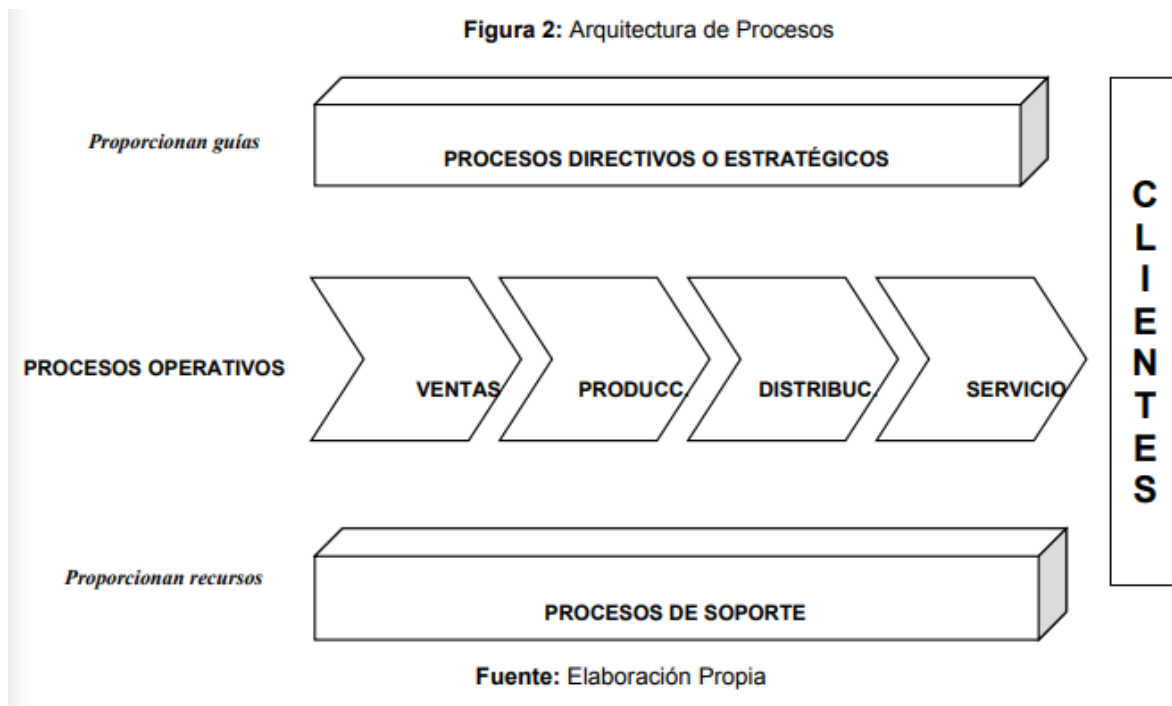 Figura 2: Arquitectura de Procesos
Proporcionan guías
PROCESOS DIRECTIVOS O ESTRATÉGICOS
PROCESOS OPERATIVOS
VENTAS
PRODUCC.
DISTRIBUC.
SERVICIO
Proporcionan recursos
PROCESOS DE SOPORTE
C
L
I
E
N
T
E
S
Fuente: Elaboración Propia